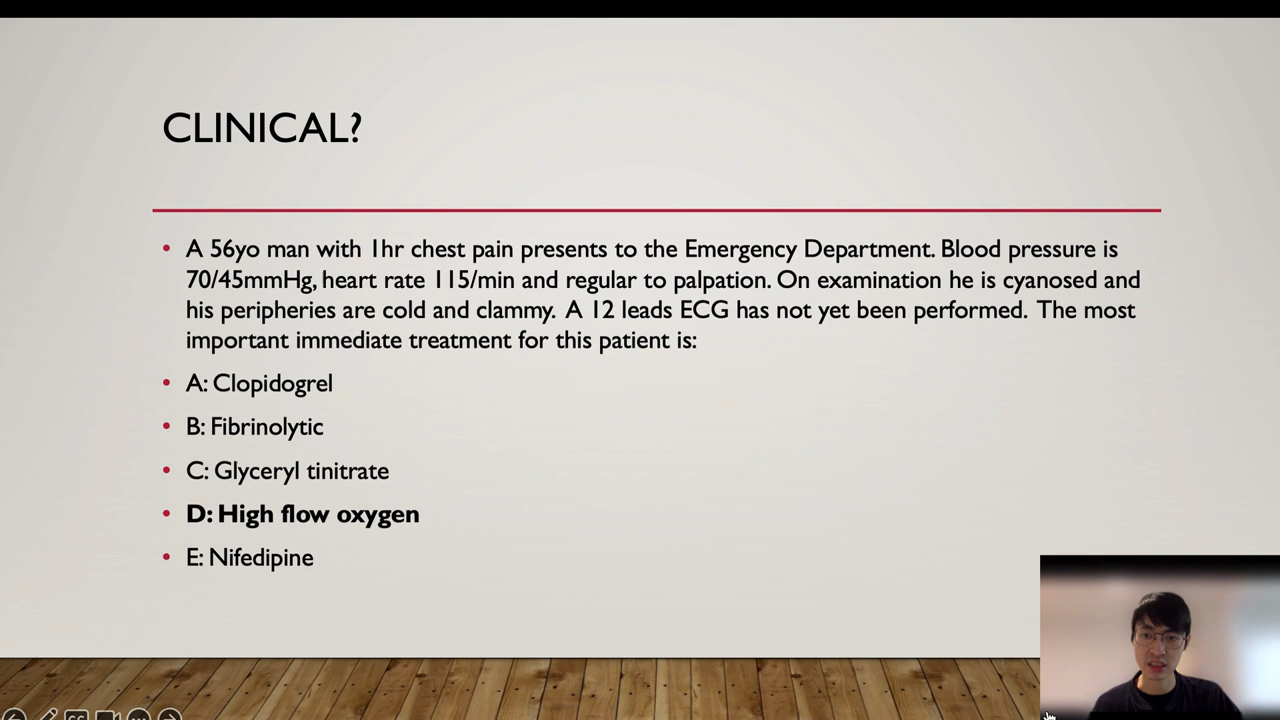 CLINICAL?
• A 56yo man with 1hr chest pain presents to the Emergency Department. Blood pressure is
70/45mmHg, heart rate 115/min and regular to palpation. On examination he is cyanosed and
his peripheries are cold and clammy. A 12 leads ECG has not yet been performed. The most
important immediate treatment for this patient is:
• A: Clopidogrel
• B: Fibrinolytic
• C: Glyceryl tinitrate
• D: High flow oxygen
• E: Nifedipine